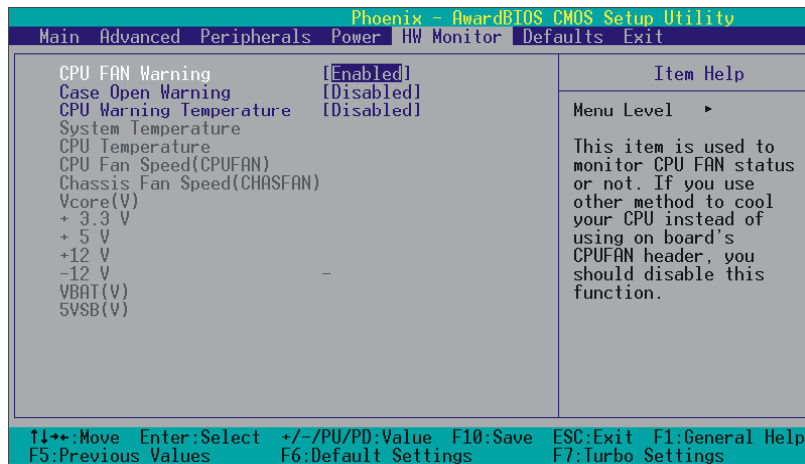 Phoenix - AwardBIOS CMOS Setup Utility
Main Advanced Peripherals Power HW Monitor Defaults Exit
CPU FAN Warning [Enabled]
Case Open Warning [Disabled]
CPU Warning Temperature [Disabled]
System Temperature
CPU Temperature
CPU Fan Speed(CPUFAN)
Chassis Fan Speed(CHASFAN)
Vcore(V)
+ 3.3 V
+ 5 V
+12 V
-12 V -
VBAT(V)
5VSB(V)
Item Help
Menu Level ▸
This item is used to
monitor CPU FAN status
or not. If you use
other method to cool
your CPU instead of
using on board's
CPUFAN header, you
should disable this
function.
↑↓→←:Move Enter:Select +/-/PU/PD:Value F10:Save ESC:Exit F1:General Help
F5:Previous Values F6:Default Settings F7:Turbo Settings